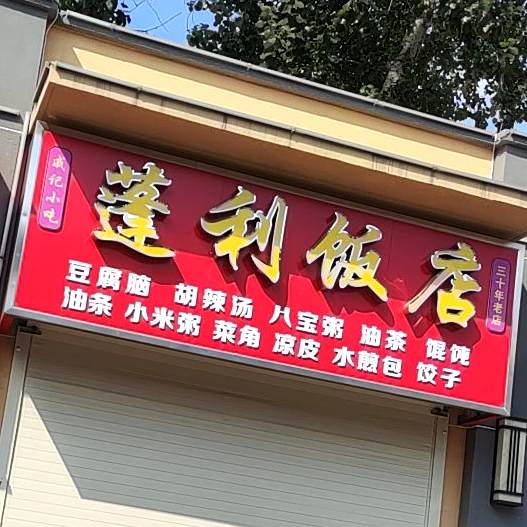 成记小吃
蓬利饭店
三十年老店
豆腐脑 胡辣汤 八宝粥 油茶 馄饨
油条 小米粥 菜角 凉皮 水煎包 饺子